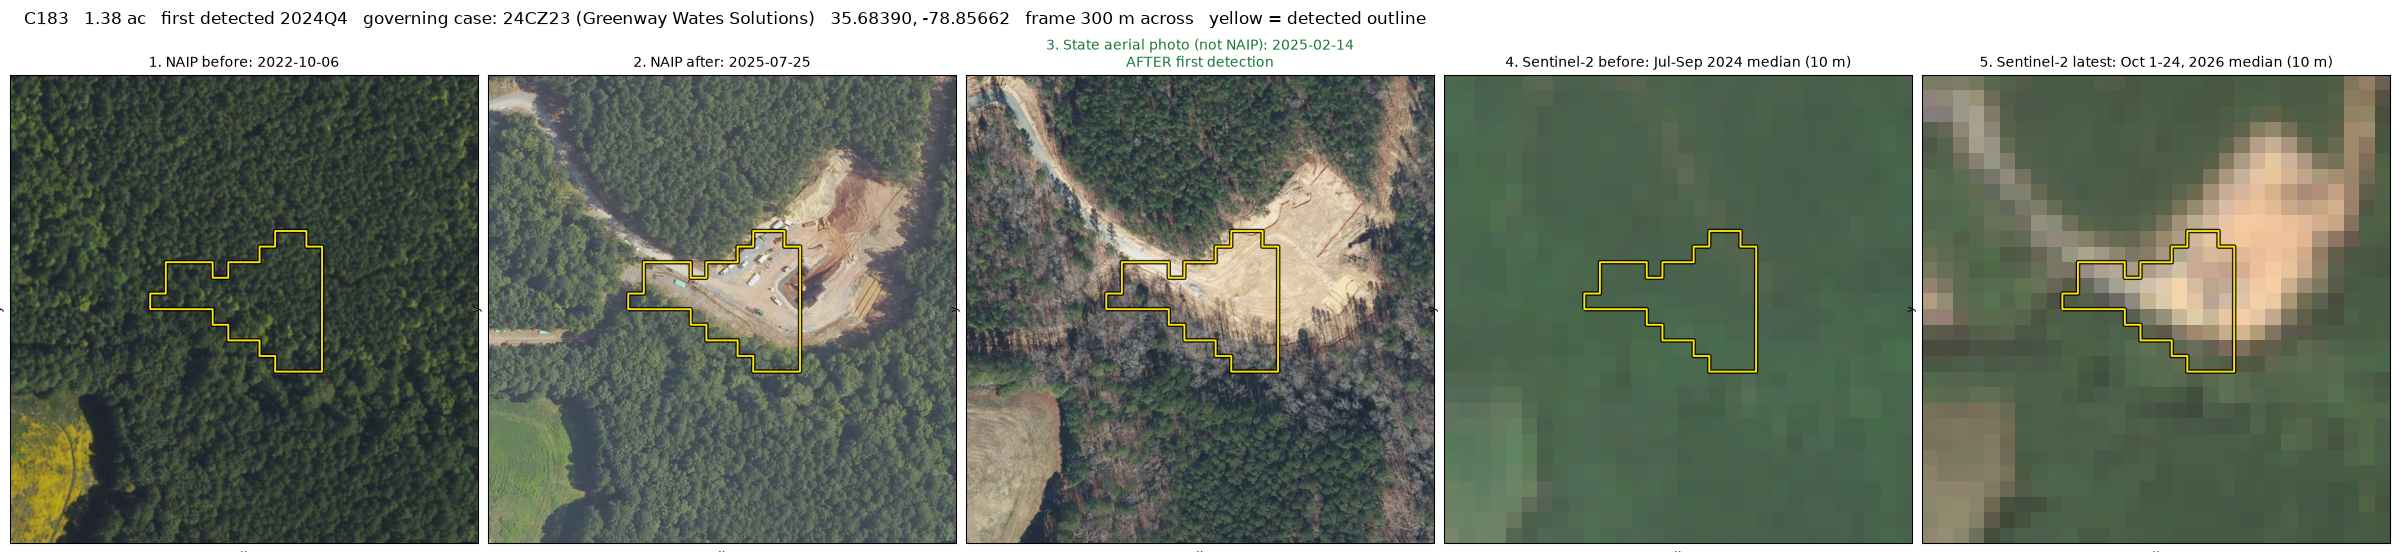 C183   1.38 ac   first detected 2024Q4   governing case: 24CZ23 (Greenway Wates Solutions)   35.68390, -78.85662   frame 300 m across   yellow = detected outline
1. NAIP before: 2022-10-06
2. NAIP after: 2025-07-25
3. State aerial photo (not NAIP): 2025-02-14
AFTER first detection
4. Sentinel-2 before: Jul-Sep 2024 median (10 m)
5. Sentinel-2 latest: Oct 1-24, 2026 median (10 m)